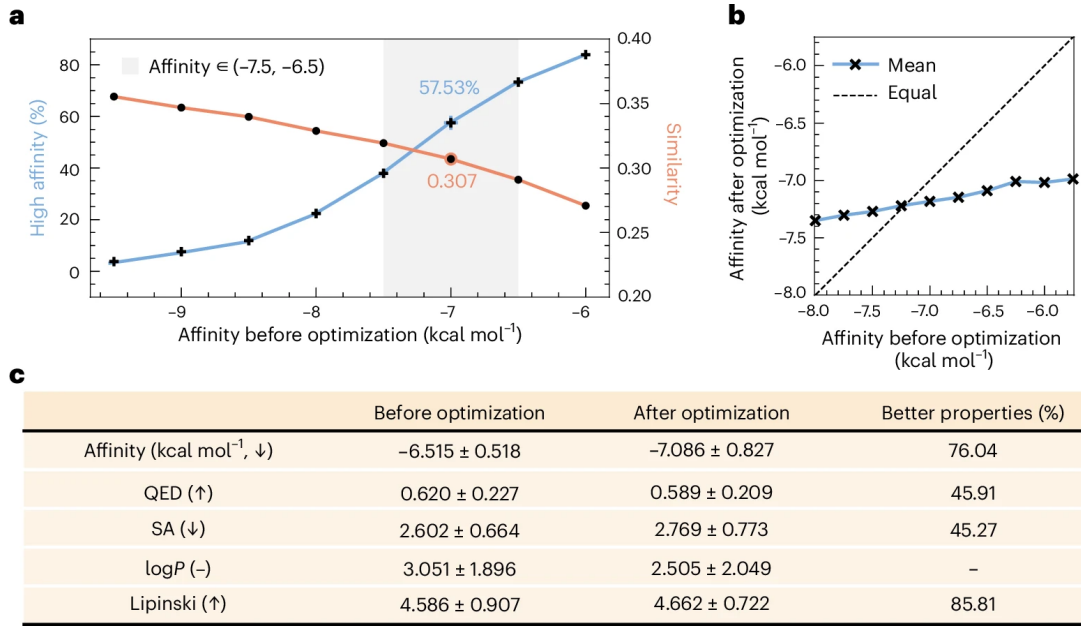 a
Affinity ∈ (–7.5, –6.5)
57.53%
0.307
80
60
40
20
0
High affinity (%)
0.40
0.35
0.30
0.25
0.20
Similarity
–9 –8 –7 –6
Affinity before optimization (kcal mol⁻¹)
b
Mean
Equal
–6.0
–6.5
–7.0
–7.5
–8.0
Affinity after optimization
(kcal mol⁻¹)
–8.0 –7.5 –7.0 –6.5 –6.0
Affinity before optimization
(kcal mol⁻¹)
c
Before optimization After optimization Better properties (%)
Affinity (kcal mol⁻¹, ↓) –6.515 ± 0.518 –7.086 ± 0.827 76.04
QED (↑) 0.620 ± 0.227 0.589 ± 0.209 45.91
SA (↓) 2.602 ± 0.664 2.769 ± 0.773 45.27
logP (–) 3.051 ± 1.896 2.505 ± 2.049 –
Lipinski (↑) 4.586 ± 0.907 4.662 ± 0.722 85.81